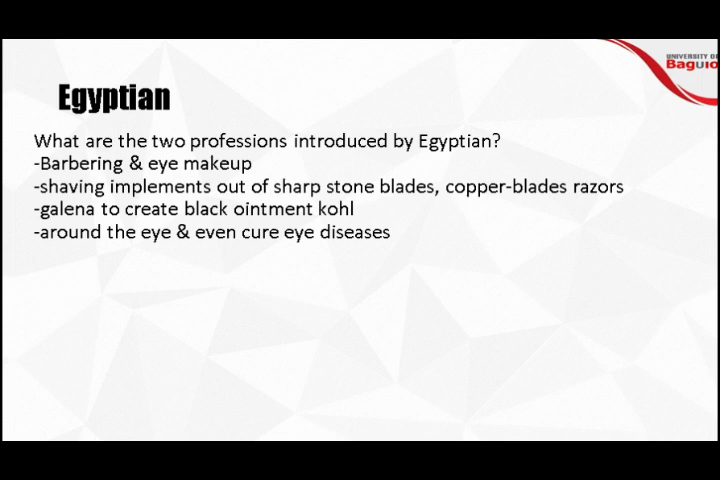 UNIVERSITY OF
Baguio
Egyptian
What are the two professions introduced by Egyptian?
-Barbering & eye makeup
-shaving implements out of sharp stone blades, copper-blades razors
-galena to create black ointment kohl
-around the eye & even cure eye diseases